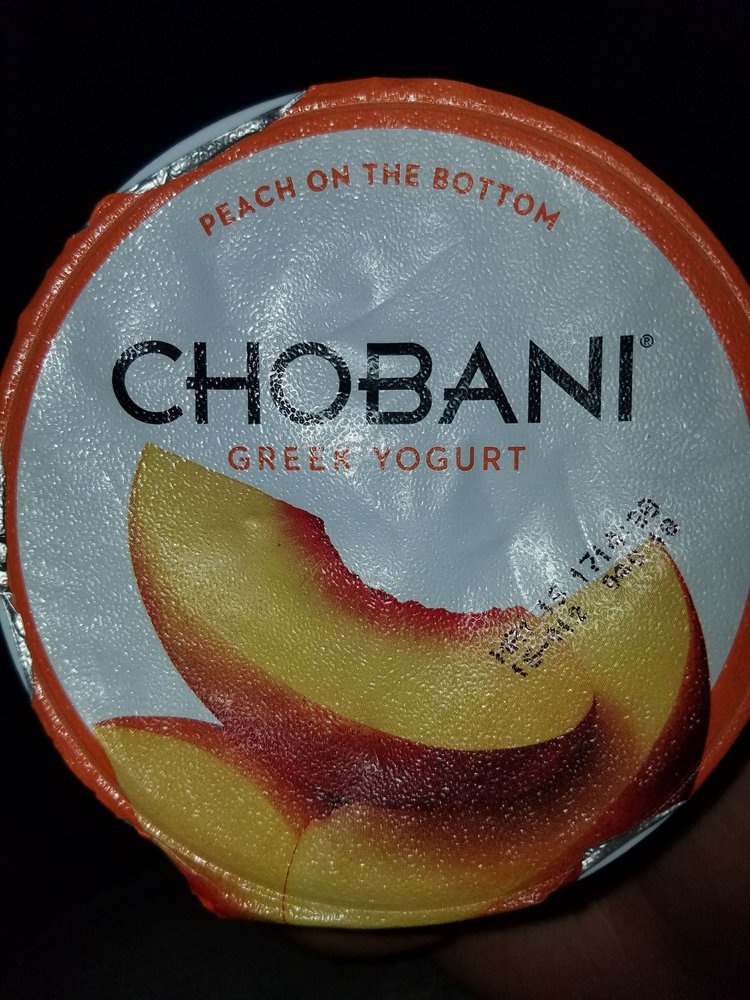 PEACH ON THE BOTTOM
CHOBANI®
GREEK YOGURT